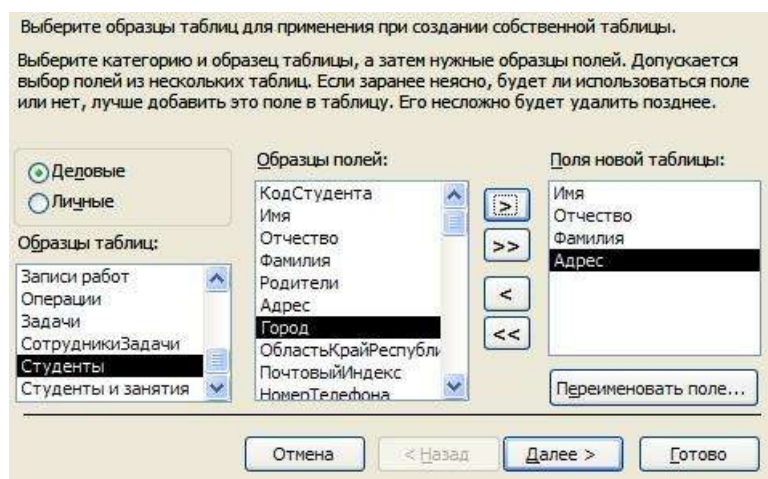 Выберите образцы таблиц для применения при создании собственной таблицы.
Выберите категорию и образец таблицы, а затем нужные образцы полей. Допускается
выбор полей из нескольких таблиц. Если заранее неясно, будет ли использоваться поле
или нет, лучше добавить это поле в таблицу. Его несложно будет удалить позднее.
Деловые
Личные
Образцы таблиц:
Записи работ
Операции
Задачи
СотрудникиЗадачи
Студенты
Студенты и занятия
Образцы полей:
КодСтудента
Имя
Отчество
Фамилия
Родители
Адрес
Город
ОбластьКрайРеспубли
ПочтовыйИндекс
НомерТелефона
>
>>
<
<<
Поля новой таблицы:
Имя
Отчество
Фамилия
Адрес
Переименовать поле...
Отмена
< Назад
Далее >
Готово